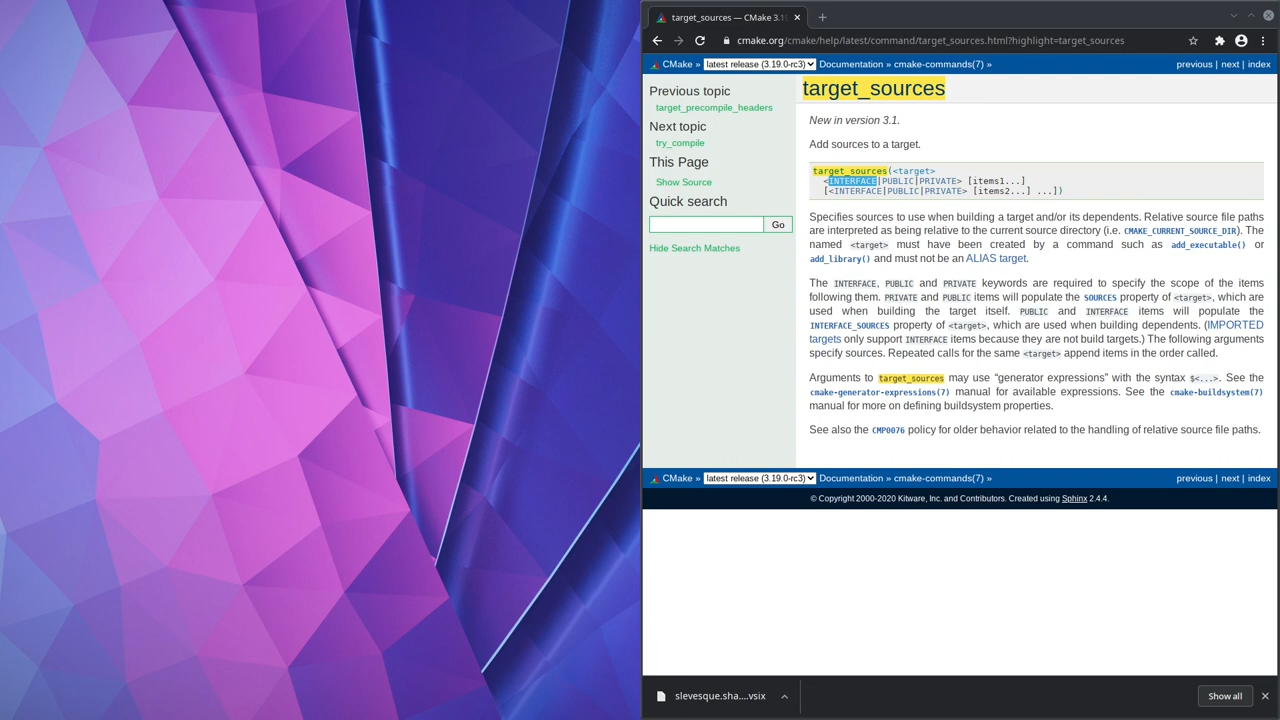 target_sources — CMake 3.19
cmake.org/cmake/help/latest/command/target_sources.html?highlight=target_sources
CMake » latest release (3.19.0-rc3) Documentation » cmake-commands(7) » previous | next | index
Previous topic
target_precompile_headers
Next topic
try_compile
This Page
Show Source
Quick search
Go
Hide Search Matches
target_sources
New in version 3.1.
Add sources to a target.
target_sources(<target>
<INTERFACE|PUBLIC|PRIVATE> [items1...]
[<INTERFACE|PUBLIC|PRIVATE> [items2...] ...])
Specifies sources to use when building a target and/or its dependents. Relative source file paths
are interpreted as being relative to the current source directory (i.e. CMAKE_CURRENT_SOURCE_DIR). The
named <target> must have been created by a command such as add_executable() or
add_library() and must not be an ALIAS target.
The INTERFACE, PUBLIC and PRIVATE keywords are required to specify the scope of the items
following them. PRIVATE and PUBLIC items will populate the SOURCES property of <target>, which are
used when building the target itself. PUBLIC and INTERFACE items will populate the
INTERFACE_SOURCES property of <target>, which are used when building dependents. (IMPORTED
targets only support INTERFACE items because they are not build targets.) The following arguments
specify sources. Repeated calls for the same <target> append items in the order called.
Arguments to target_sources may use “generator expressions” with the syntax $<...>. See the
cmake-generator-expressions(7) manual for available expressions. See the cmake-buildsystem(7)
manual for more on defining buildsystem properties.
See also the CMP0076 policy for older behavior related to the handling of relative source file paths.
CMake » latest release (3.19.0-rc3) Documentation » cmake-commands(7) » previous | next | index
© Copyright 2000-2020 Kitware, Inc. and Contributors. Created using Sphinx 2.4.4.
slevesque.sha....vsix
Show all